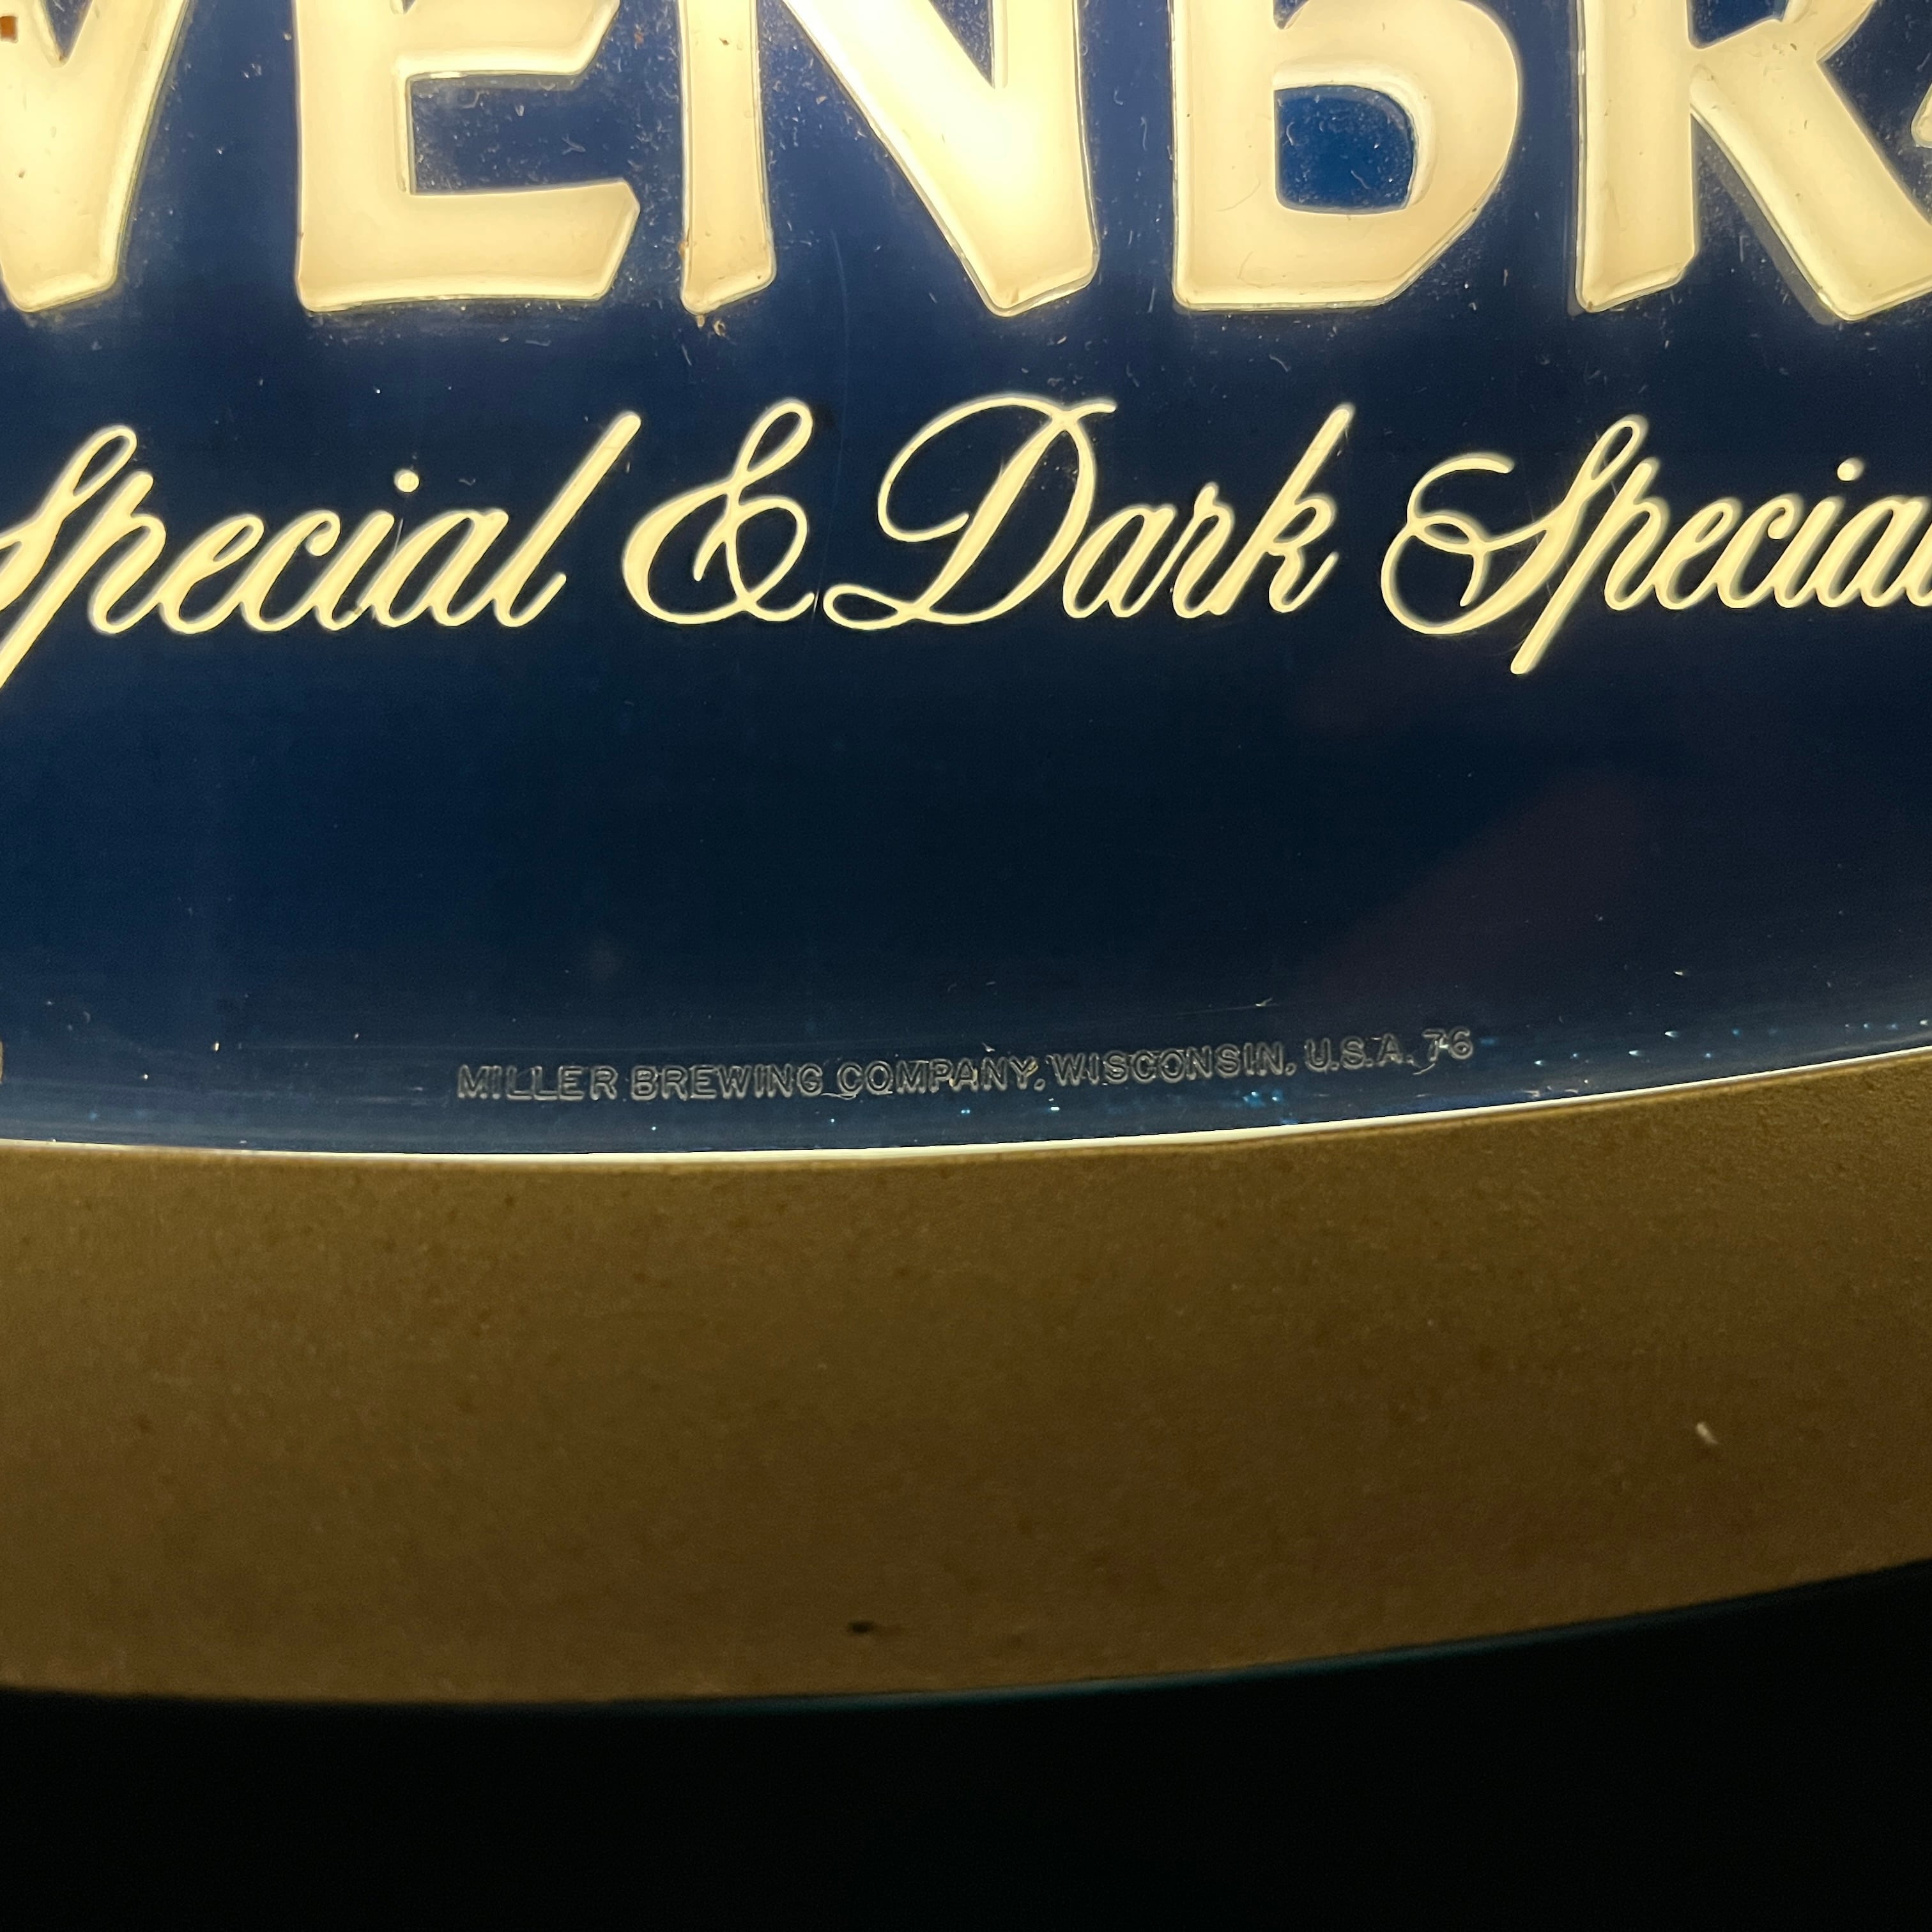 VENBR
Special & Dark Special
MILLER BREWING COMPANY, WISCONSIN, U.S.A. 76